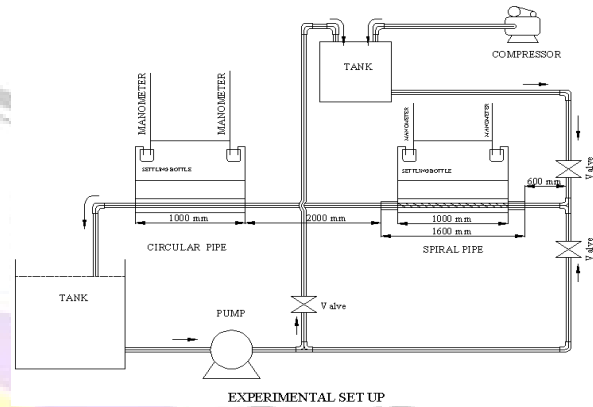 COMPRESSOR
TANK
MANOMETER
MANOMETER
MANOMETER
MANOMETER
SETTLING BOTTLE
SETTLING BOTTLE
Valve
600 mm
1000 mm
2000 mm
1000 mm
1600 mm
CIRCULAR PIPE
SPIRAL PIPE
Valve
TANK
PUMP
Valve
EXPERIMENTAL SET UP